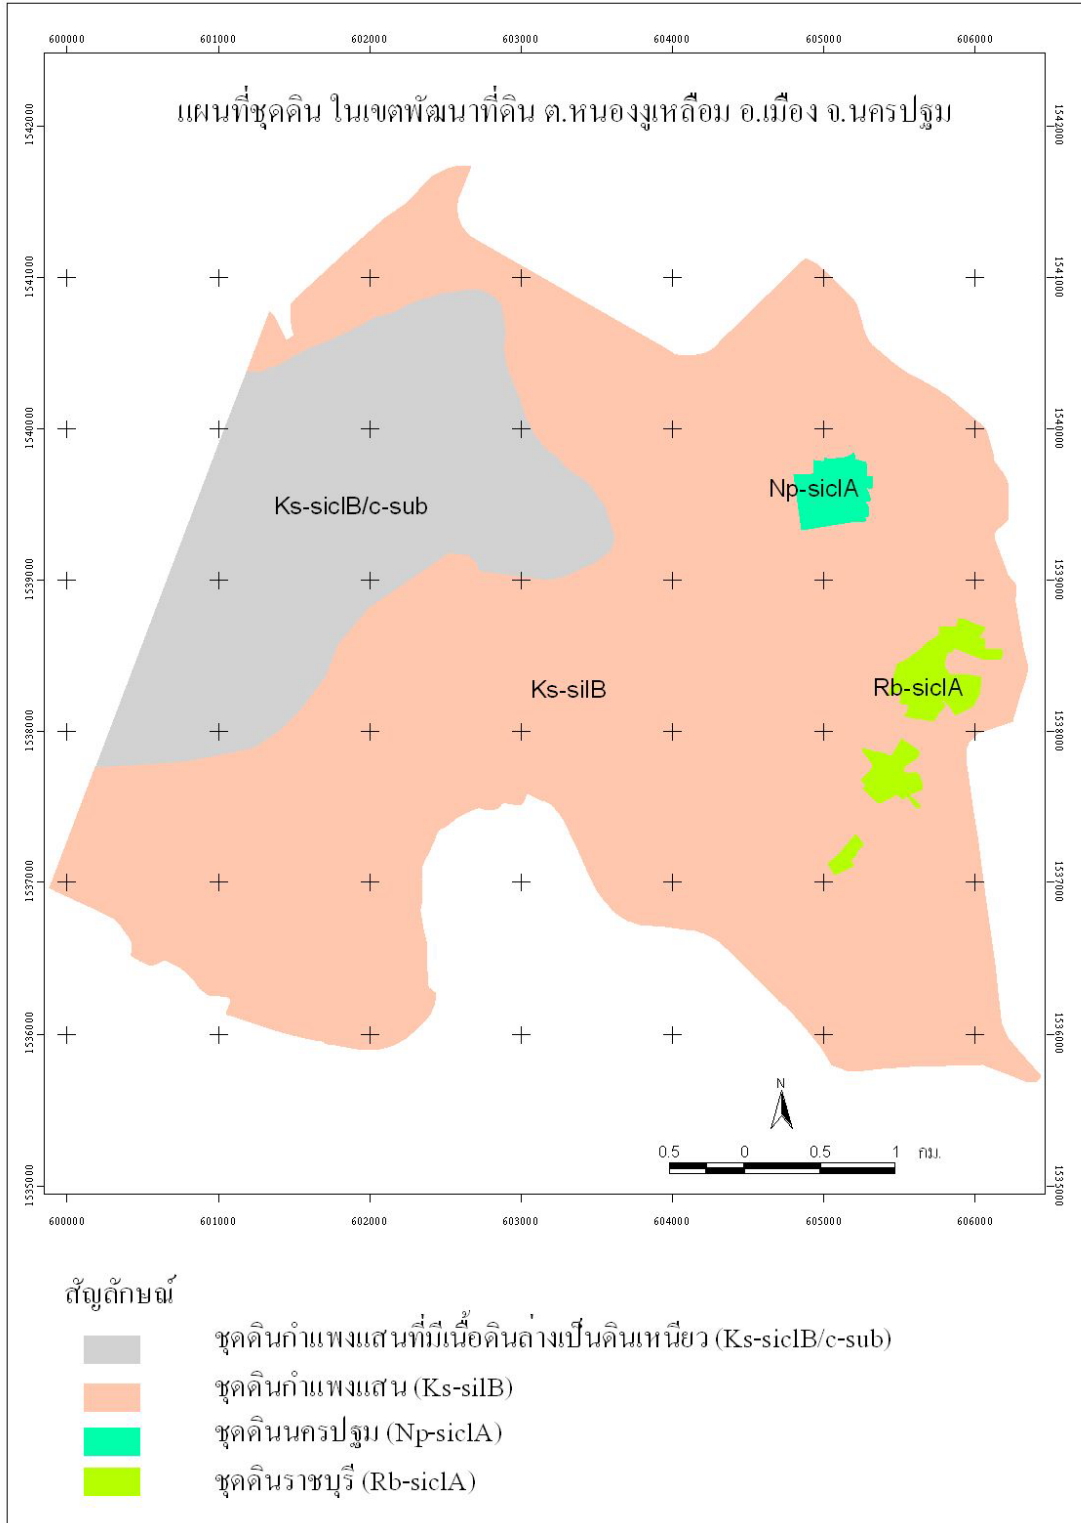 600000 601000 602000 603000 604000 605000 606000
แผนที่ชุดดิน ในเขตพัฒนาที่ดิน ต.หนองงูเหลือม อ.เมือง จ.นครปฐม
1542000 1542000
1541000 1541000
1540000 1540000
Np-siclA
Ks-siclB/c-sub
1539000 1539000
Ks-silB
Rb-siclA
1538000 1538000
1537000 1537000
1536000 1536000
N
0.5 0 0.5 1 กม.
1535000 1535000
600000 601000 602000 603000 604000 605000 606000
สัญลักษณ์
ชุดดินกำแพงแสนที่มีเนื้อดินล่างเป็นดินเหนียว (Ks-siclB/c-sub)
ชุดดินกำแพงแสน (Ks-silB)
ชุดดินนครปฐม (Np-siclA)
ชุดดินราชบุรี (Rb-siclA)